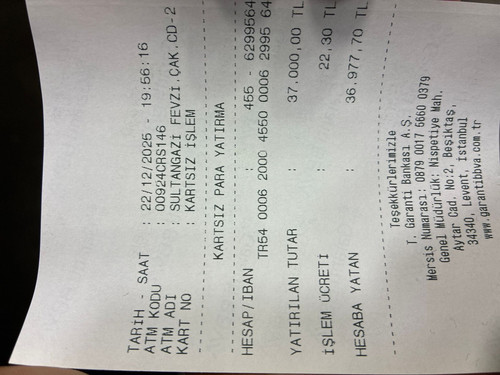 TARİH - SAAT : 22/12/2025 - 19:56:16
ATM KODU : 00924CRS146
ATM ADI : SULTANGAZİ FEVZI.ÇAK.CD-2
KART NO : KARTSIZ İŞLEM
KARTSIZ PARA YATIRMA
HESAP/IBAN : 455 - 6299564
TR54 0006 2000 4550 0006 2995 64
YATIRILAN TUTAR : 37.000,00 TL
İŞLEM ÜCRETİ : 22,30 TL
HESABA YATAN : 36.977,70 TL
Teşekkürlerimizle
T. Garanti Bankası A.Ş.
Mersis Numarası: 0879 0017 5660 0379
Genel Müdürlük: Nispetiye Mah.
Aytar Cad. No:2, Beşiktaş,
34340, Levent, İstanbul
www.garantibbva.com.tr